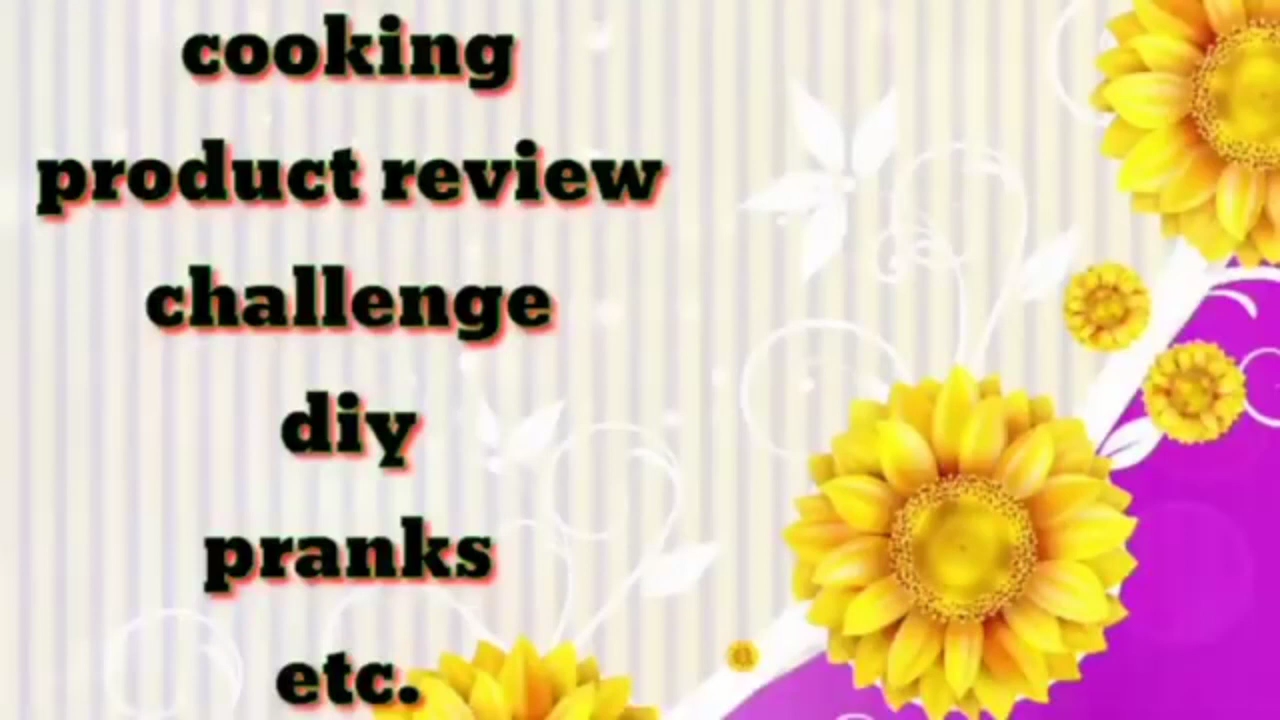 cooking
product review
challenge
diy
pranks
etc.